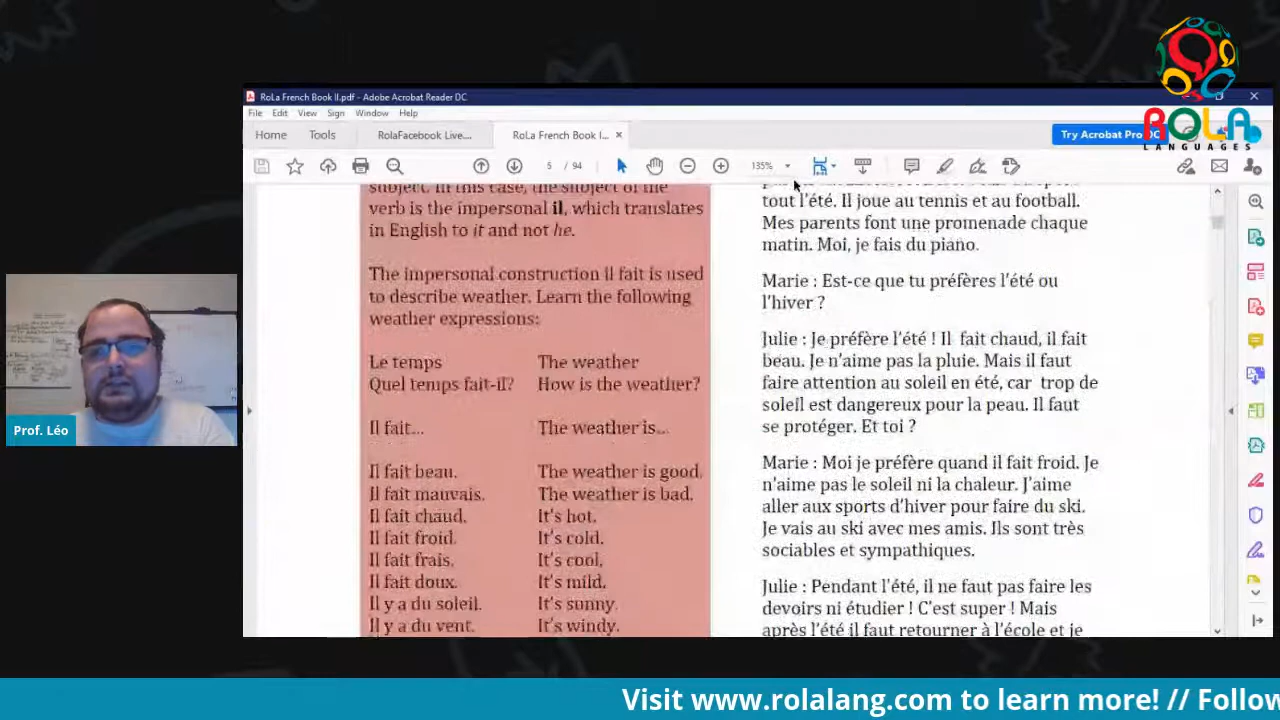 ROLA
LANGUAGES
RoLa French Book II.pdf - Adobe Acrobat Reader DC
File Edit View Sign Window Help
Home Tools RolaFacebook Live... RoLa French Book I... ×
Try Acrobat Pro DC
5 / 94 135%
subject. In this case, the subject of the
verb is the impersonal il, which translates
in English to it and not he.
The impersonal construction il fait is used
to describe weather. Learn the following
weather expressions:
Le temps The weather
Quel temps fait-il? How is the weather?
Il fait... The weather is...
Il fait beau. The weather is good.
Il fait mauvais. The weather is bad.
Il fait chaud. It's hot.
Il fait froid. It's cold.
Il fait frais. It's cool.
Il fait doux. It's mild.
Il y a du soleil. It's sunny.
Il y a du vent. It's windy.
tout l'été. Il joue au tennis et au football.
Mes parents font une promenade chaque
matin. Moi, je fais du piano.
Marie : Est-ce que tu préfères l'été ou
l'hiver ?
Julie : Je préfère l'été ! Il fait chaud, il fait
beau. Je n'aime pas la pluie. Mais il faut
faire attention au soleil en été, car trop de
soleil est dangereux pour la peau. Il faut
se protéger. Et toi ?
Marie : Moi je préfère quand il fait froid. Je
n'aime pas le soleil ni la chaleur. J'aime
aller aux sports d'hiver pour faire du ski.
Je vais au ski avec mes amis. Ils sont très
sociables et sympathiques.
Julie : Pendant l'été, il ne faut pas faire les
devoirs ni étudier ! C'est super ! Mais
après l'été il faut retourner à l'école et je
Prof. Léo
Visit www.rolalang.com to learn more! // Follow